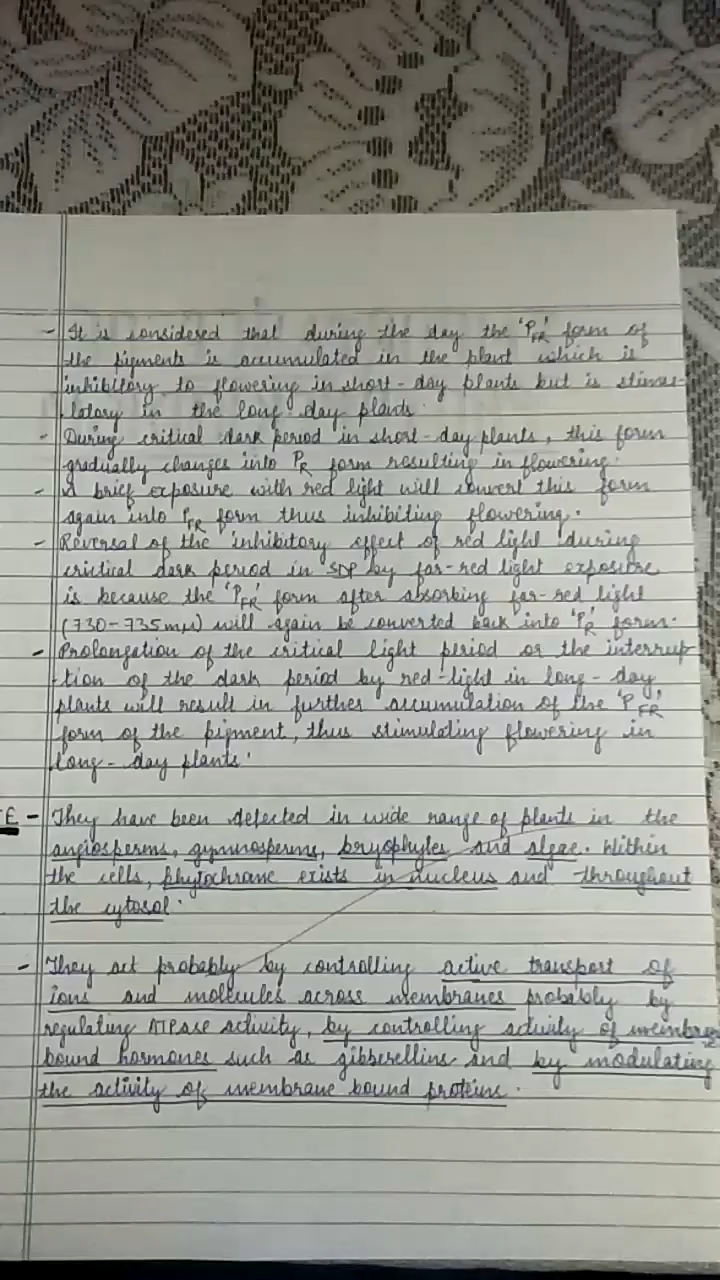 - It is considered that during the day the 'PFR' form of
the pigments is accumulated in the plant which is
inhibitory to flowering in short-day plants but is stimu-
latory in the long-day plants.
- During critical dark period in short-day plants, this form
gradually changes into PR form resulting in flowering.
- A brief exposure with red light will convert this form
again into PFR form thus inhibiting flowering.
- Reversal of the inhibitory effect of red light during
crictical dark period in SDP by far-red light exposure
is because the 'PFR' form after absorbing far-red light
(730-735mμ) will again be converted back into 'PR' form.
- Prolongation of the critical light period or the interrup
tion of the dark period by red-light in long-day
plants will result in further accumulation of the 'PFR'
form of the pigment, thus stimulating flowering in
long-day plants.
E - They have been detected in wide range of plants in the
angiosperms, gymnosperms, bryophytes and algae. Within
the cells, phytochrome exists in nucleus and throughout
the cytosol.
- They act probably by controlling active transport of
ions and molecules across membranes probably by
regulating ATPase activity, by controlling activity of membrane
bound hormones such as gibberellins and by modulating
the activity of membrane bound proteins.